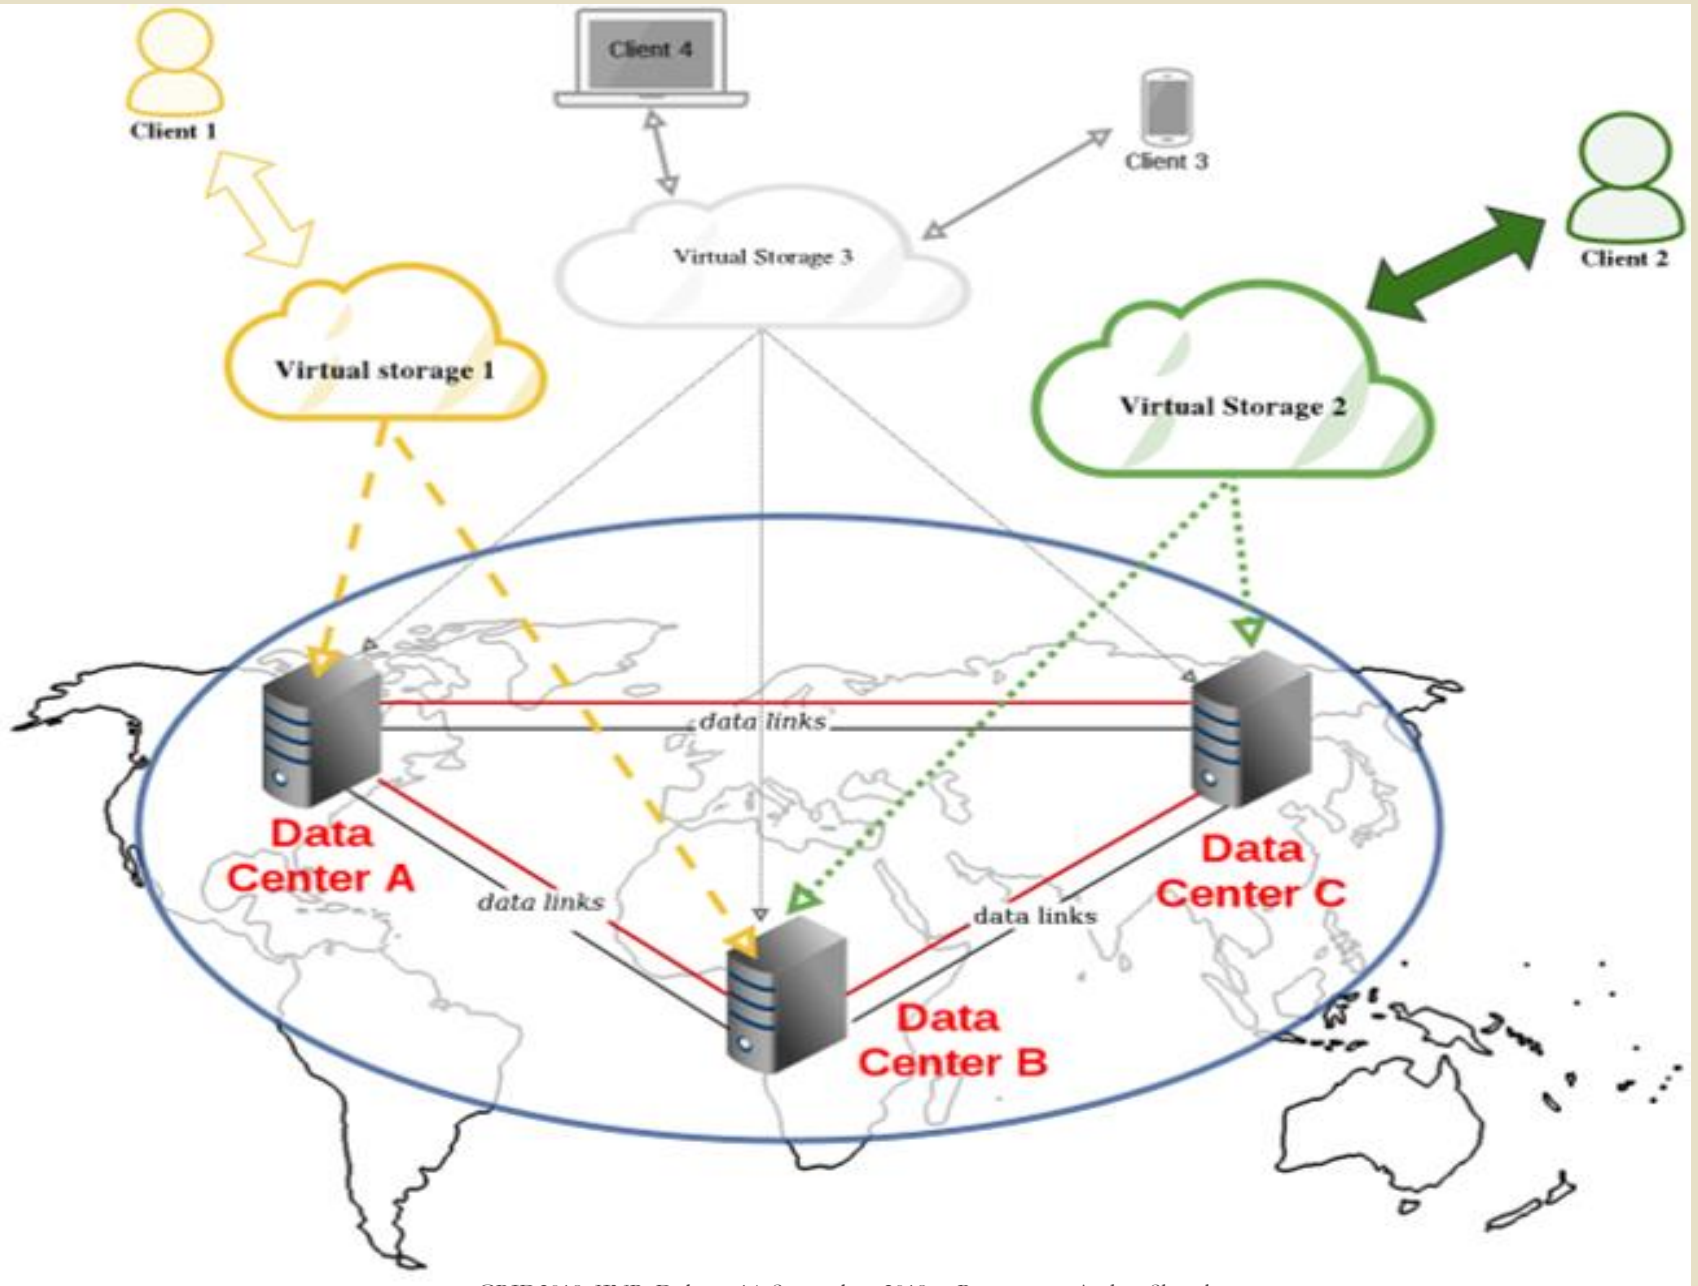 Client 1
Client 4
Client 3
Client 2
Virtual Storage 3
Virtual storage 1
Virtual Storage 2
data links
Data
Center A
Data
Center C
data links
data links
Data
Center B